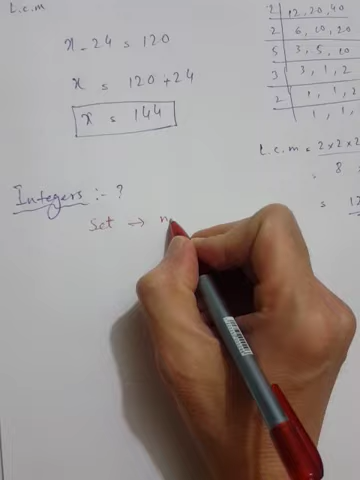 L.c.m
x - 24 = 120
x = 120 + 24
x = 144
2 | 12, 20, 40
2 | 6, 10, 20
5 | 3, 5, 10
3 | 3, 1, 2
2 | 1, 1, 2
1, 1, 1
L.c.m = 2 x 2 x 2
= 8
= 12
Integers :- ?
Set → n